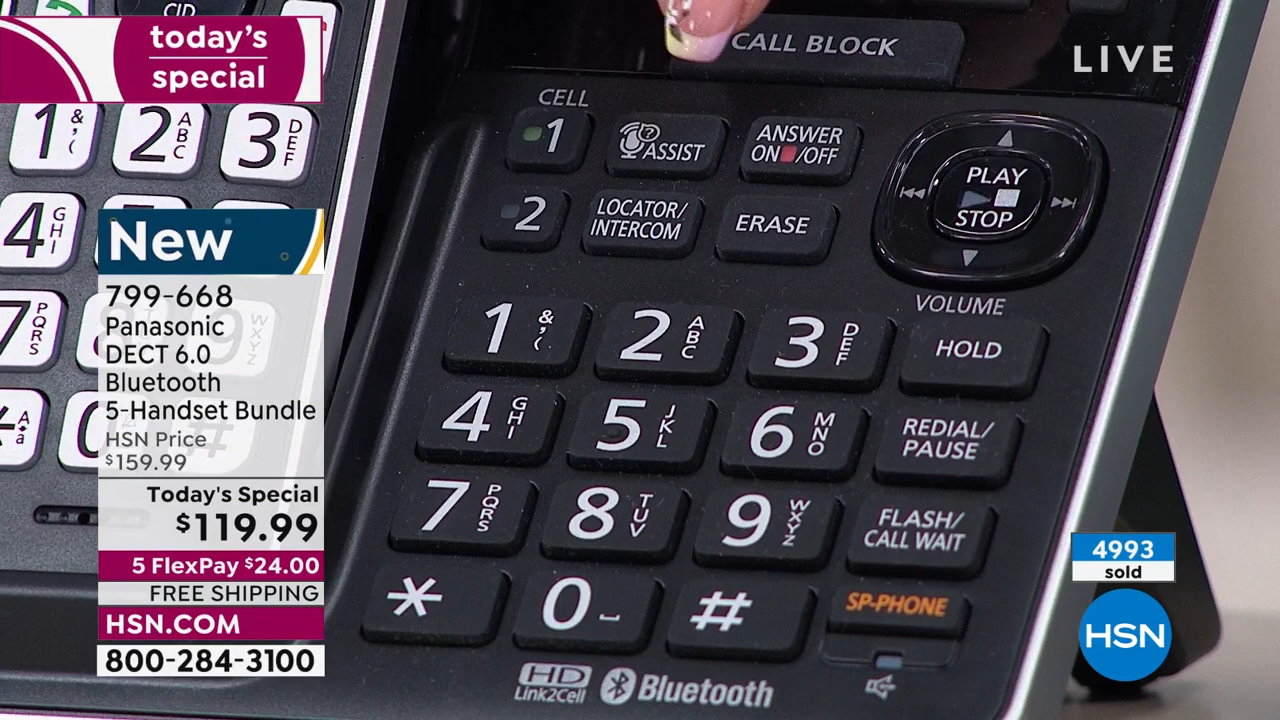 today's
special
CID
CALL BLOCK
LIVE
1 & ' (
2 ABC
3 DEF
4 GHI
7 PQRS
9 WXYZ
* A a
0
#
CELL
1
ASSIST
ANSWER
ON /OFF
2
LOCATOR/
INTERCOM
ERASE
PLAY
STOP
VOLUME
1 & ' (
2 ABC
3 DEF
HOLD
4 GHI
5 JKL
6 MNO
REDIAL/
PAUSE
7 PQRS
8 TUV
9 WXYZ
FLASH/
CALL WAIT
*
0
#
SP-PHONE
HD
Link2Cell
Bluetooth
New
799-668
Panasonic
DECT 6.0
Bluetooth
5-Handset Bundle
HSN Price
$159.99
Today's Special
$119.99
5 FlexPay $24.00
FREE SHIPPING
HSN.COM
800-284-3100
4993
sold
HSN